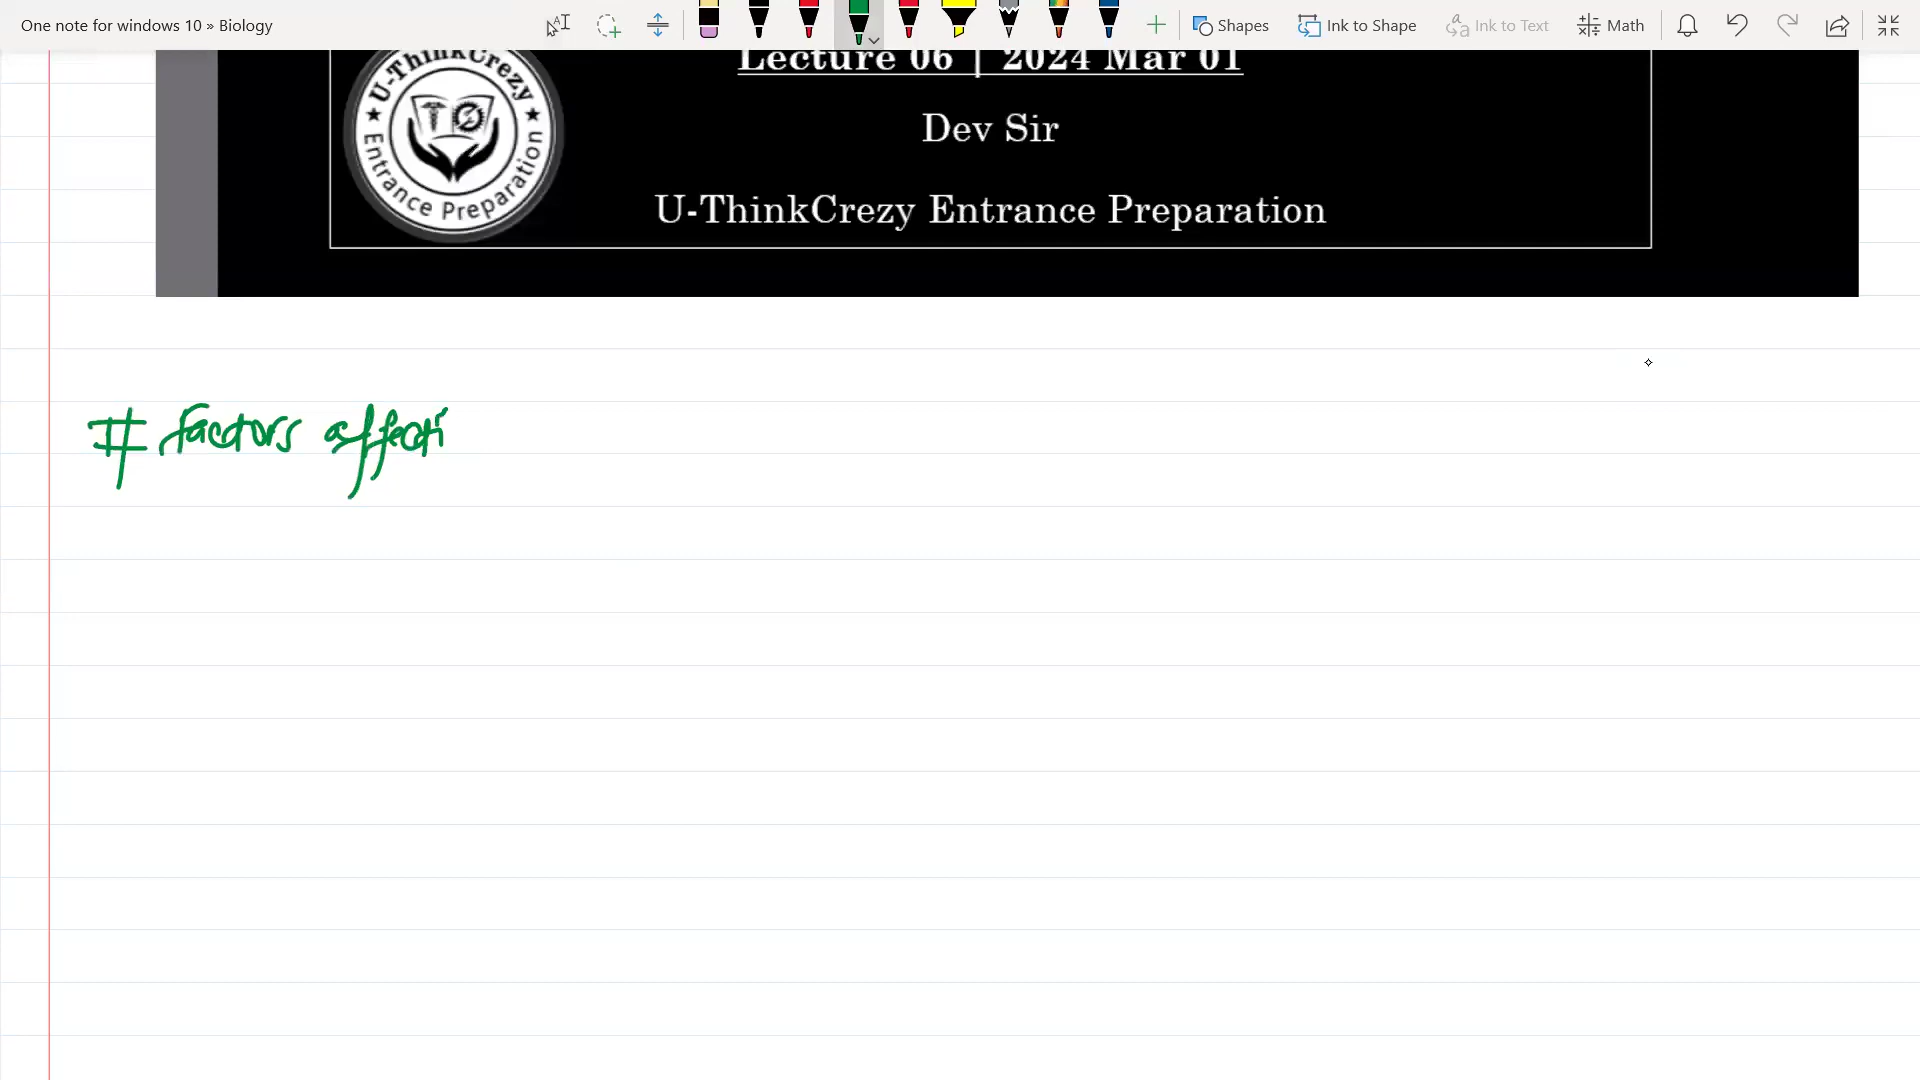 One note for windows 10 » Biology
Shapes
Ink to Shape
Ink to Text
Math
Lecture 06 | 2024 Mar 01
U-ThinkCrezy
Entrance Preparation
Dev Sir
U-ThinkCrezy Entrance Preparation
# factors affecti